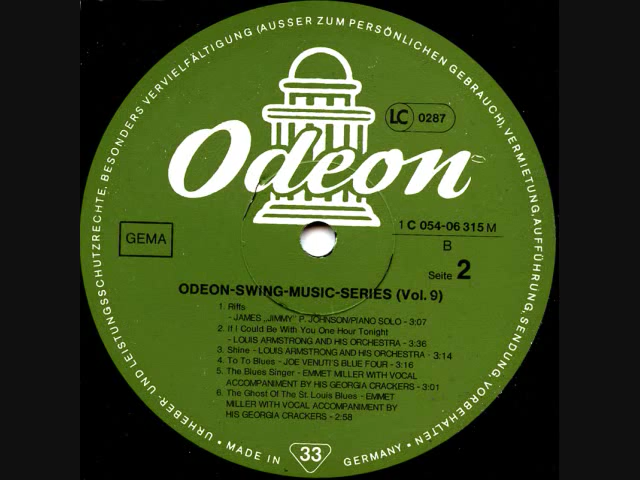 URHEBER- UND LEISTUNGSSCHUTZRECHTE, BESONDERS VERVIELFÄLTIGUNG (AUSSER ZUM PERSÖNLICHEN GEBRAUCH), VERMIETUNG, AUFFÜHRUNG, SENDUNG, VORBEHALTEN
Odeon
LC 0287
GEMA
1 C 054-06 315 M
B
Seite 2
ODEON-SWING-MUSIC-SERIES (Vol. 9)
1. Riffs
- JAMES „JIMMY" P. JOHNSON/PIANO SOLO - 3:07
2. If I Could Be With You One Hour Tonight
- LOUIS ARMSTRONG AND HIS ORCHESTRA - 3:36
3. Shine - LOUIS ARMSTRONG AND HIS ORCHESTRA - 3:14
4. To To Blues - JOE VENUTI'S BLUE FOUR - 3:16
5. The Blues Singer - EMMET MILLER WITH VOCAL
ACCOMPANIMENT BY HIS GEORGIA CRACKERS - 3:01
6. The Ghost Of The St. Louis Blues - EMMET
MILLER WITH VOCAL ACCOMPANIMENT BY
HIS GEORGIA CRACKERS - 2:58
• MADE IN
33
GERMANY •